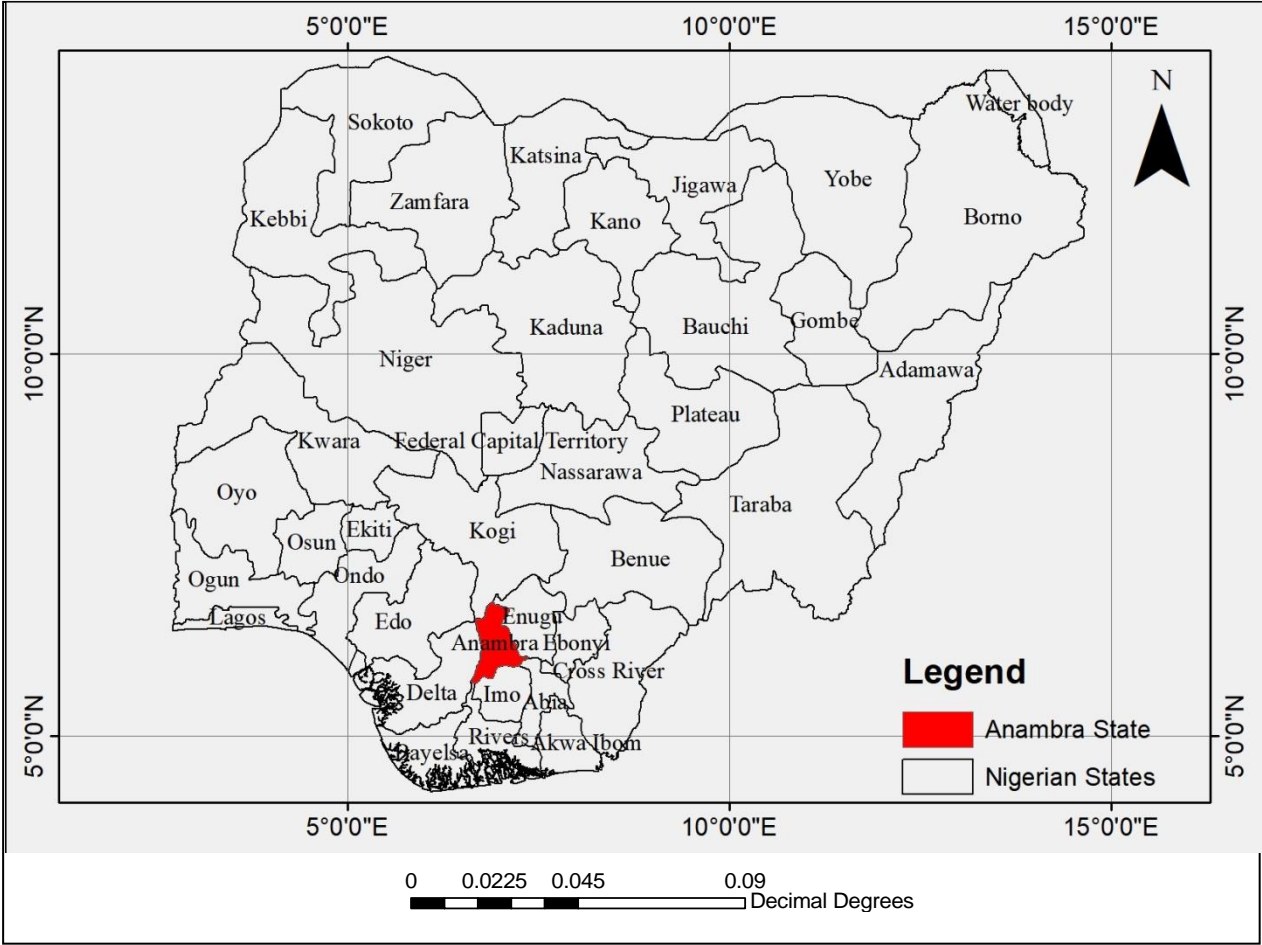 5°0'0"E 10°0'0"E 15°0'0"E
N
Water body
Sokoto
Katsina
Jigawa
Yobe
Zamfara
Kebbi
Kano
Borno
10°0'0"N
10°0'0"N
Kaduna
Bauchi
Gombe
Niger
Adamawa
Plateau
Kwara
Federal Capital Territory
Nassarawa
Oyo
Taraba
Kogi
Osun
Ekiti
Benue
Ogun
Ondo
Lagos
Edo
Enugu
Anambra
Ebonyi
Cross River
Delta
Imo
Abia
Rivers
Akwa Ibom
Bayelsa
5°0'0"N
5°0'0"N
Legend
Anambra State
Nigerian States
5°0'0"E 10°0'0"E 15°0'0"E
0 0.0225 0.045 0.09
Decimal Degrees